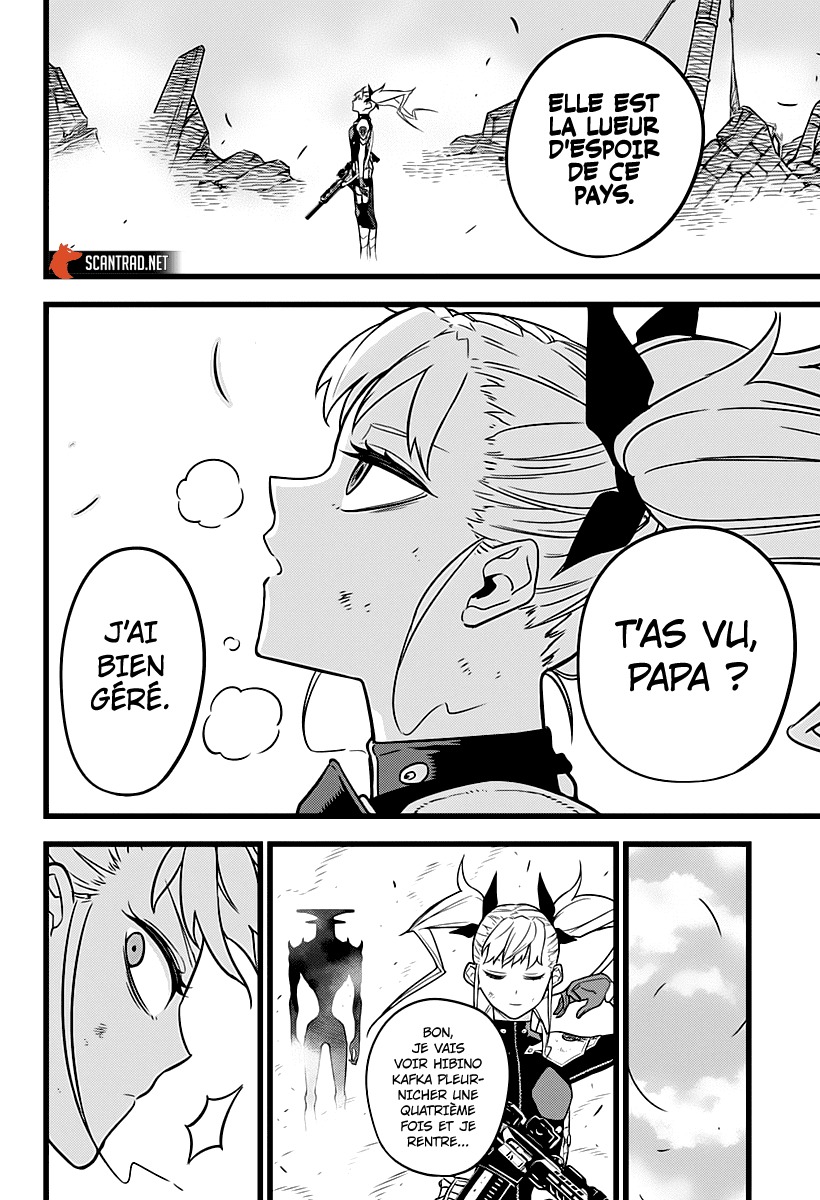 ELLE EST
LA LUEUR
D'ESPOIR
DE CE
PAYS.
SCANTRAD.NET
T'AS VU,
PAPA ?
J'AI
BIEN
GÉRÉ.
BON,
JE VAIS
VOIR HIBINO
KAFKA PLEUR-
NICHER UNE
QUATRIÈME
FOIS ET JE
RENTRE...